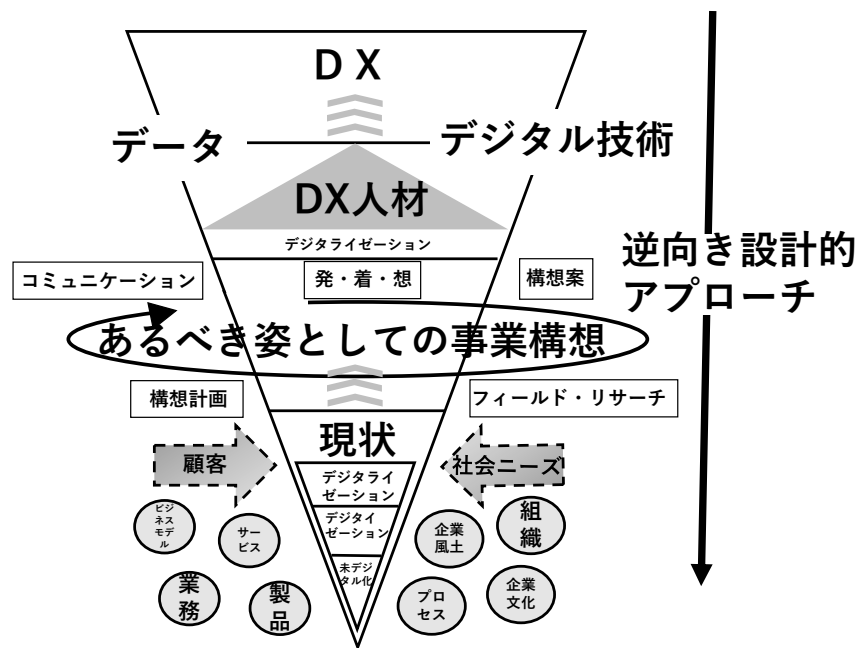 DX
データ
デジタル技術
DX人材
デジタライゼーション
逆向き設計的
アプローチ
コミュニケーション
発・着・想
構想案
あるべき姿としての事業構想
構想計画
フィールド・リサーチ
現状
顧客
社会ニーズ
デジタライ
ゼーション
ビジ
ネス
モデ
ル
サー
ビス
デジタイ
ゼーション
企業
風土
組
織
未デジ
タル化
業
務
製
品
プロ
セス
企業
文化